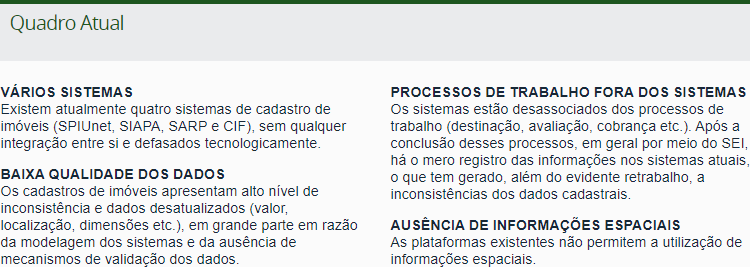 Quadro Atual
VÁRIOS SISTEMAS
Existem atualmente quatro sistemas de cadastro de
imóveis (SPIUnet, SIAPA, SARP e CIF), sem qualquer
integração entre si e defasados tecnologicamente.
BAIXA QUALIDADE DOS DADOS
Os cadastros de imóveis apresentam alto nível de
inconsistência e dados desatualizados (valor,
localização, dimensões etc.), em grande parte em razão
da modelagem dos sistemas e da ausência de
mecanismos de validação dos dados.
PROCESSOS DE TRABALHO FORA DOS SISTEMAS
Os sistemas estão desassociados dos processos de
trabalho (destinação, avaliação, cobrança etc.). Após a
conclusão desses processos, em geral por meio do SEI,
há o mero registro das informações nos sistemas atuais,
o que tem gerado, além do evidente retrabalho, a
inconsistências dos dados cadastrais.
AUSÊNCIA DE INFORMAÇÕES ESPACIAIS
As plataformas existentes não permitem a utilização de
informações espaciais.